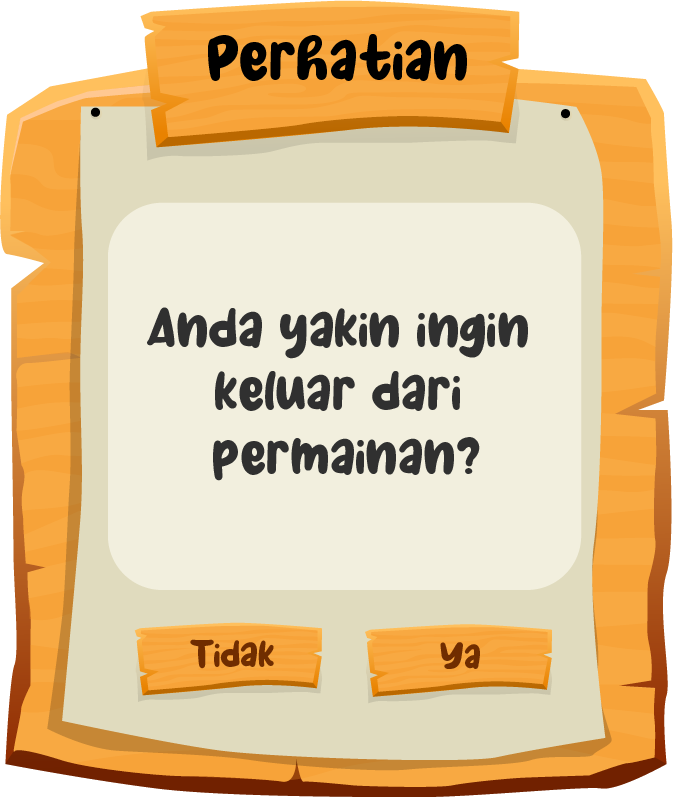 Perhatian
Anda yakin ingin
keluar dari
permainan?
Tidak
Ya